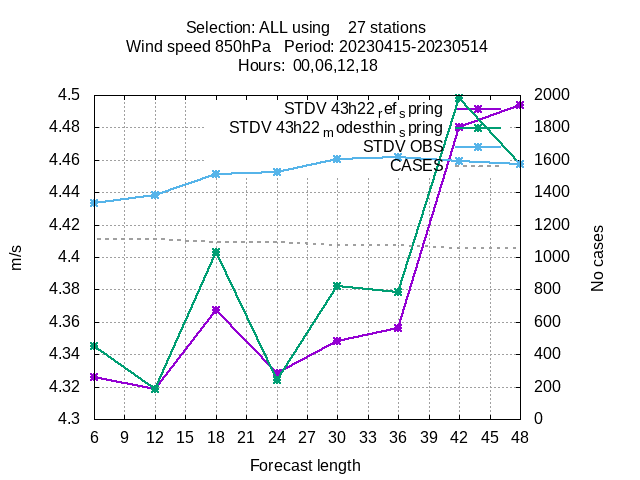 Selection: ALL using 27 stations
Wind speed 850hPa Period: 20230415-20230514
Hours: 00,06,12,18
STDV 43h22ref_spring
STDV 43h22modesthin_spring
STDV OBS
CASES
4.5
4.48
4.46
4.44
4.42
4.4
4.38
4.36
4.34
4.32
4.3
m/s
2000
1800
1600
1400
1200
1000
800
600
400
200
0
No cases
6 9 12 15 18 21 24 27 30 33 36 39 42 45 48
Forecast length